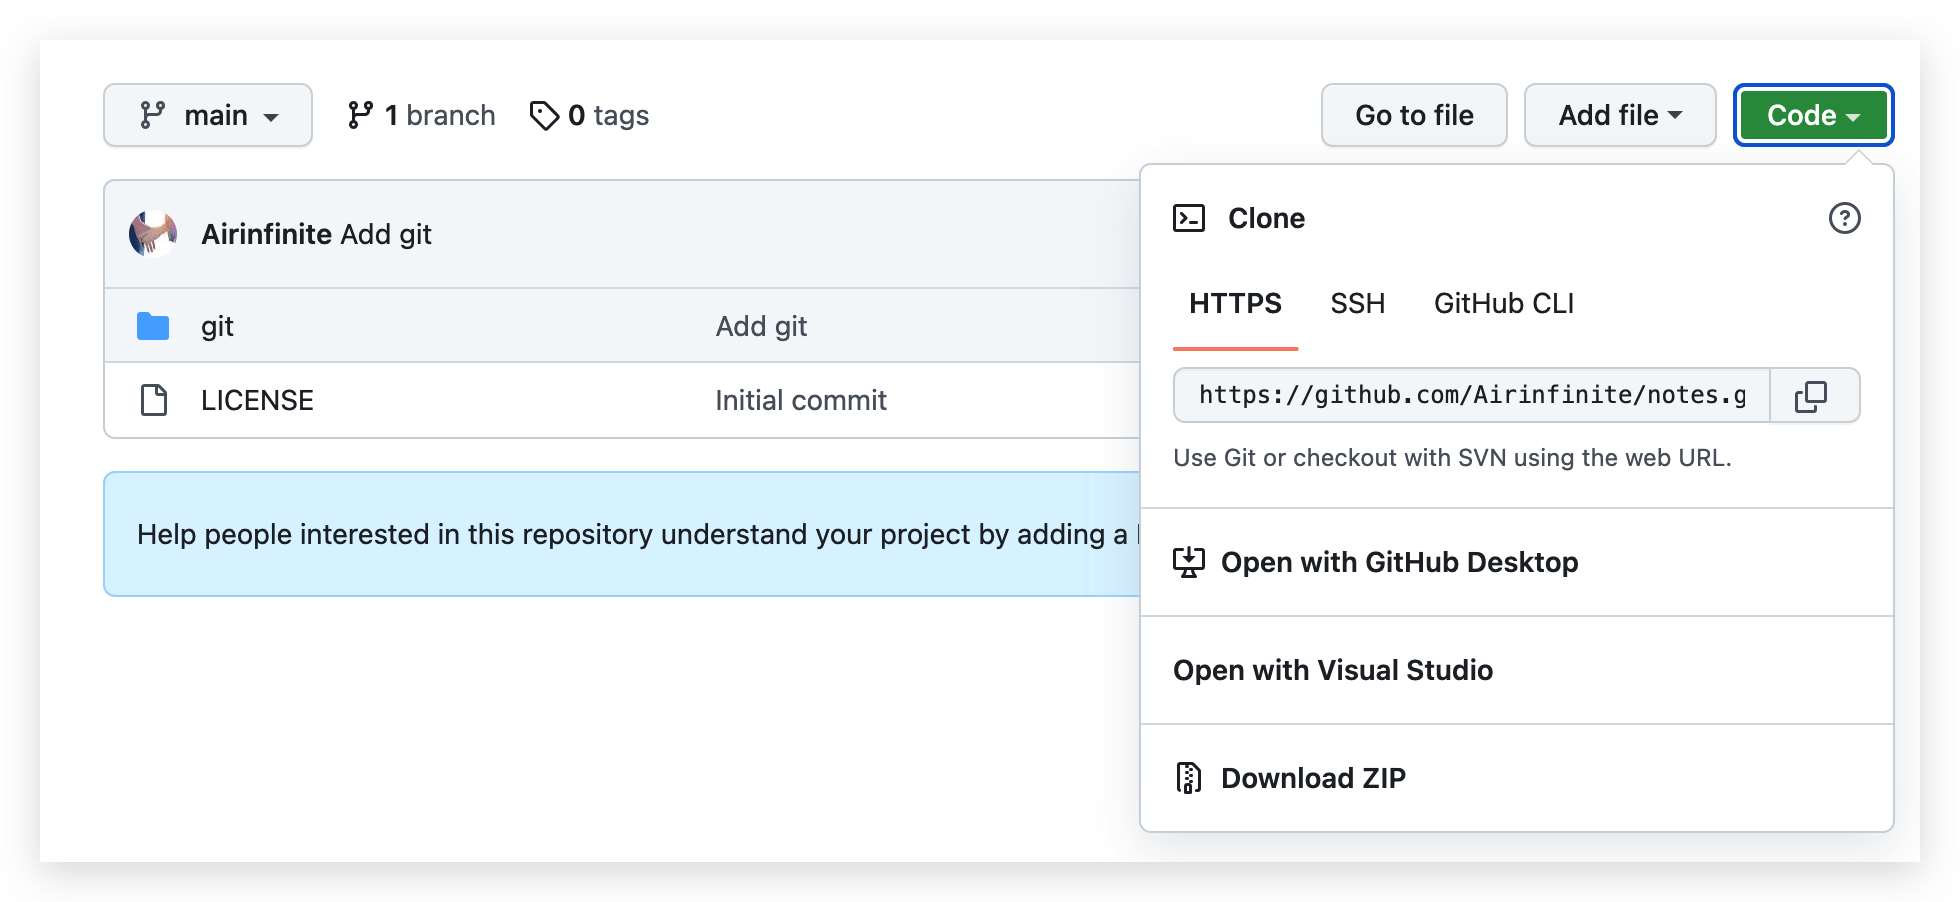 main 1 branch 0 tags Go to file Add file Code
Airinfinite Add git
git Add git
LICENSE Initial commit
Help people interested in this repository understand your project by adding a
Clone
HTTPS SSH GitHub CLI
https://github.com/Airinfinite/notes.g
Use Git or checkout with SVN using the web URL.
Open with GitHub Desktop
Open with Visual Studio
Download ZIP